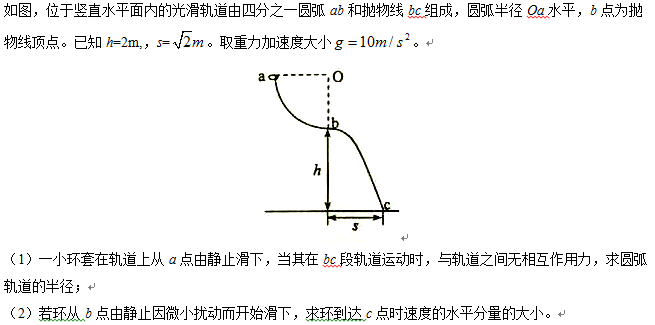 如图，位于竖直水平面内的光滑轨道由四分之一圆弧 ab 和抛物线 bc 组成，圆弧半径 Oa 水平，b 点为抛
物线顶点。已知 h=2m,，s=√2m。取重力加速度大小 g=10m/s²。
a
O
b
h
c
s
（1）一小环套在轨道上从 a 点由静止滑下，当其在 bc 段轨道运动时，与轨道之间无相互作用力，求圆弧
轨道的半径；
（2）若环从 b 点由静止因微小扰动而开始滑下，求环到达 c 点时速度的水平分量的大小。